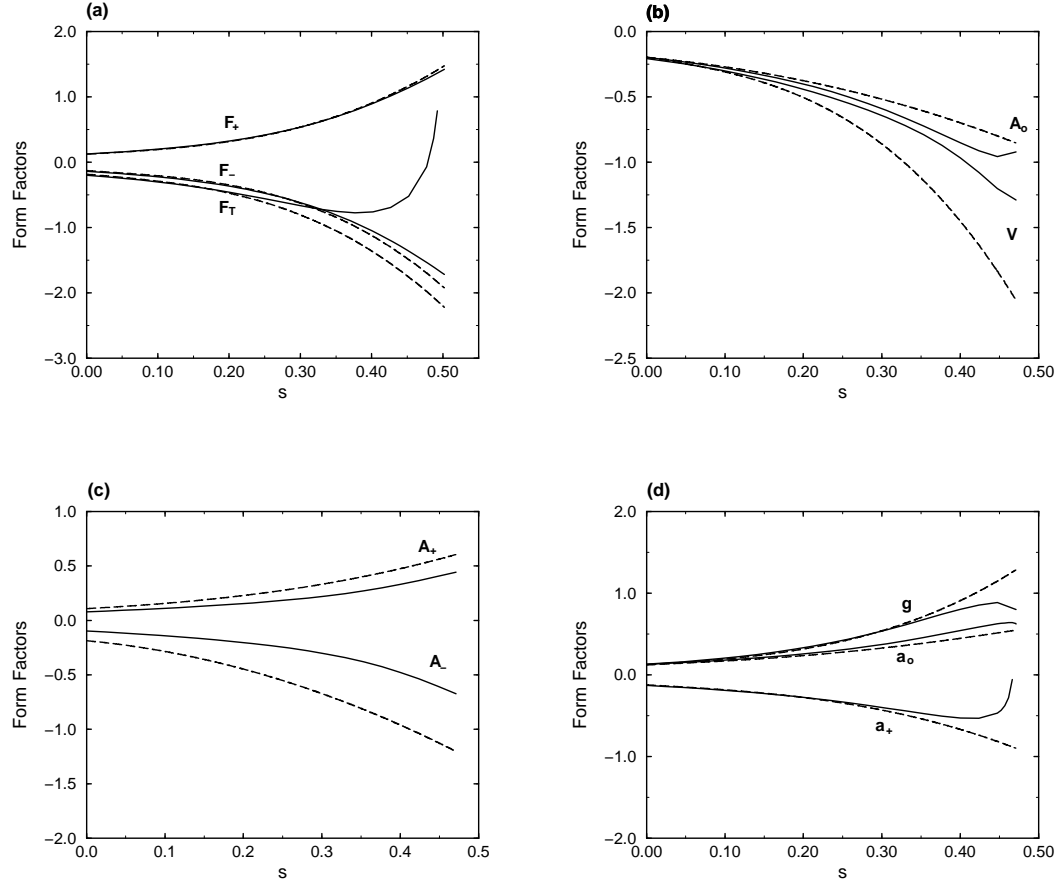 (a)
2.0
1.0
0.0
−1.0
−2.0
−3.0
Form Factors
F+
F−
FT
0.00 0.10 0.20 0.30 0.40 0.50
s
(b)
0.0
−0.5
−1.0
−1.5
−2.0
−2.5
Form Factors
Ao
V
0.00 0.10 0.20 0.30 0.40 0.50
s
(c)
1.0
0.5
0.0
−0.5
−1.0
−1.5
−2.0
Form Factors
A+
A−
0.0 0.1 0.2 0.3 0.4 0.5
s
(d)
2.0
1.0
0.0
−1.0
−2.0
Form Factors
g
ao
a+
0.00 0.10 0.20 0.30 0.40 0.50
s